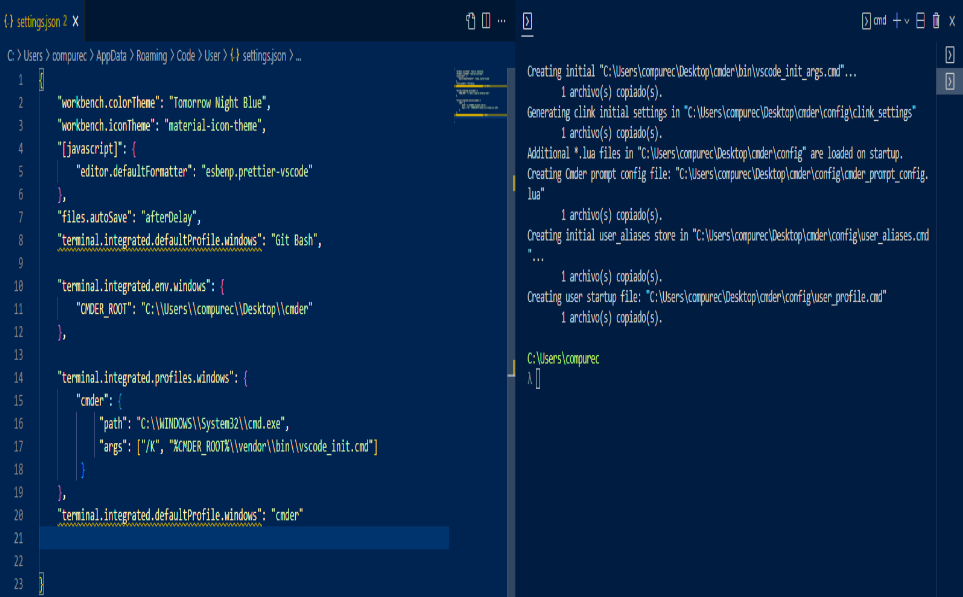 { } settings.json 2 ×
C: > Users > compurec > AppData > Roaming > Code > User > { } settings.json > ...
1 {
2 "workbench.colorTheme": "Tomorrow Night Blue",
3 "workbench.iconTheme": "material-icon-theme",
4 "[javascript]": {
5 "editor.defaultFormatter": "esbenp.prettier-vscode"
6 },
7 "files.autoSave": "afterDelay",
8 "terminal.integrated.defaultProfile.windows": "Git Bash",
9
10 "terminal.integrated.env.windows": {
11 "CMDER_ROOT": "C:\\Users\\compurec\\Desktop\\cmder"
12 },
13
14 "terminal.integrated.profiles.windows": {
15 "cmder": {
16 "path": "C:\\WINDOWS\\System32\\cmd.exe",
17 "args": ["/K", "%CMDER_ROOT%\\vendor\\bin\\vscode_init.cmd"]
18 }
19 },
20 "terminal.integrated.defaultProfile.windows": "cmder"
21
22
23 }
cmd
Creating initial "C:\Users\compurec\Desktop\cmder\bin\vscode_init_args.cmd"...
1 archivo(s) copiado(s).
Generating clink initial settings in "C:\Users\compurec\Desktop\cmder\config\clink_settings"
1 archivo(s) copiado(s).
Additional *.lua files in "C:\Users\compurec\Desktop\cmder\config" are loaded on startup.
Creating Cmder prompt config file: "C:\Users\compurec\Desktop\cmder\config\cmder_prompt_config.
lua"
1 archivo(s) copiado(s).
Creating initial user_aliases store in "C:\Users\compurec\Desktop\cmder\config\user_aliases.cmd
"...
1 archivo(s) copiado(s).
Creating user startup file: "C:\Users\compurec\Desktop\cmder\config\user_profile.cmd"
1 archivo(s) copiado(s).
C:\Users\compurec
λ